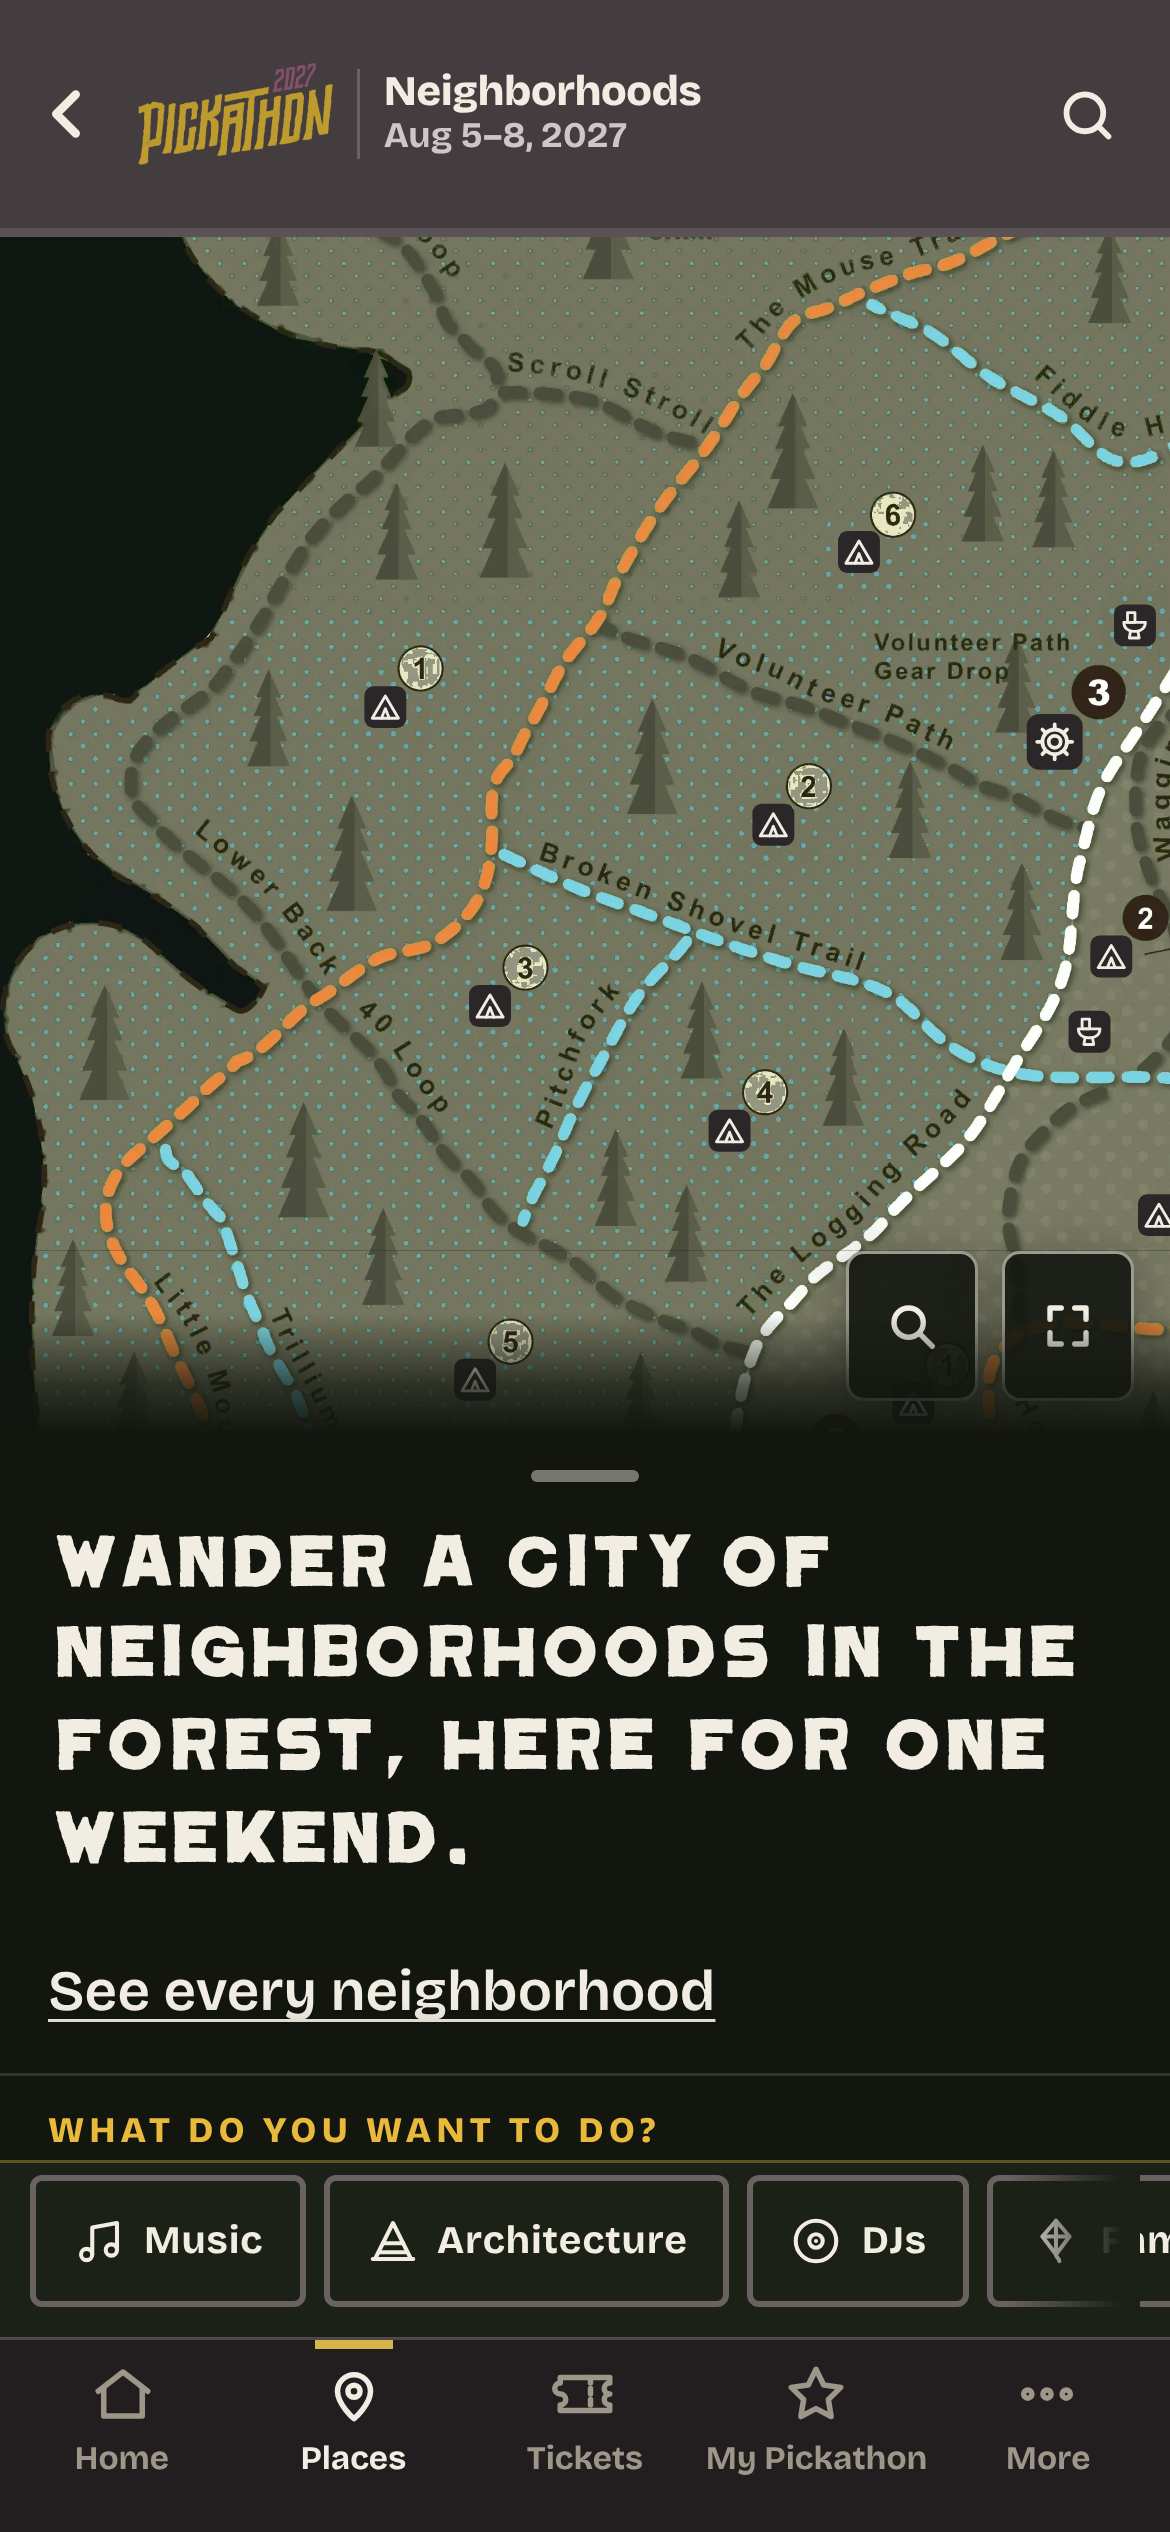 2027
PICKATHON
Neighborhoods
Aug 5–8, 2027
The Mouse
Scroll Stroll
Fiddle H
6
1
Volunteer Path
Volunteer Path
Gear Drop
3
2
Lower Back
Broken Shovel Trail
2
3
40 Loop
Pitchfork
4
The Logging Road
Little Mo
Trillium
5
1
WANDER A CITY OF
NEIGHBORHOODS IN THE
FOREST, HERE FOR ONE
WEEKEND.
See every neighborhood
WHAT DO YOU WANT TO DO?
Music
Architecture
DJs
Home
Places
Tickets
My Pickathon
More